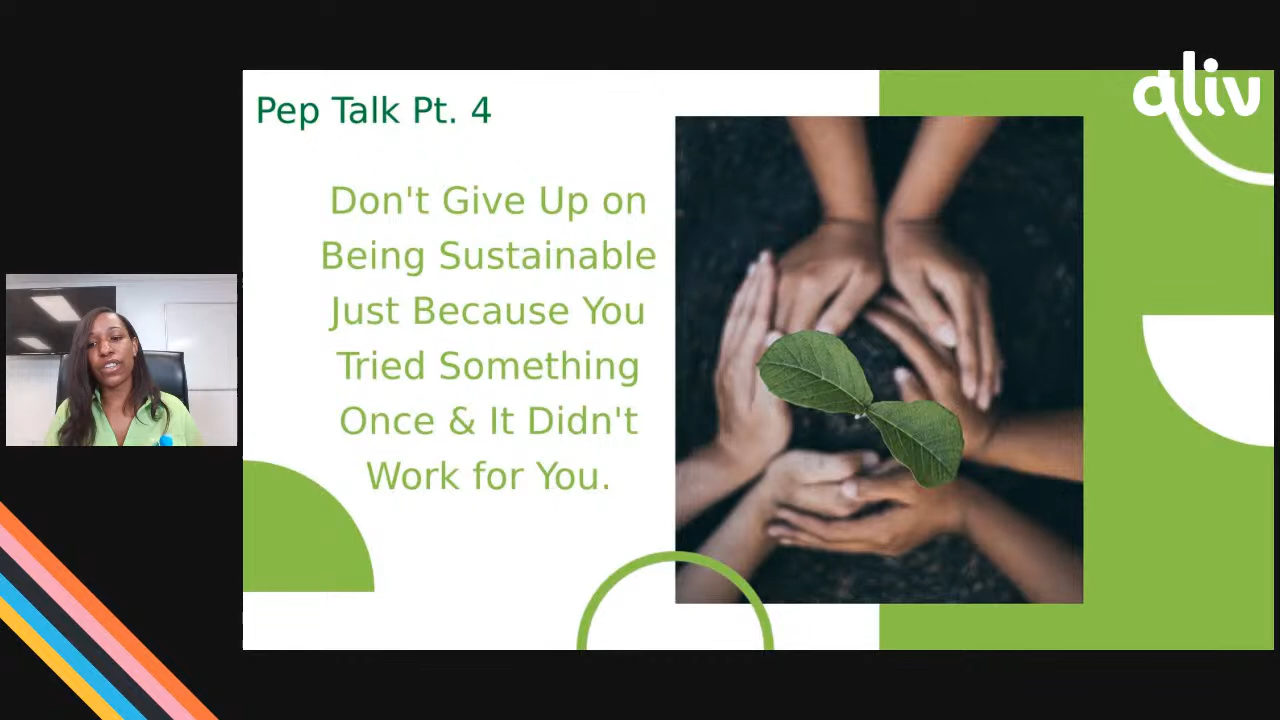 aliv
Pep Talk Pt. 4
Don't Give Up on
Being Sustainable
Just Because You
Tried Something
Once & It Didn't
Work for You.